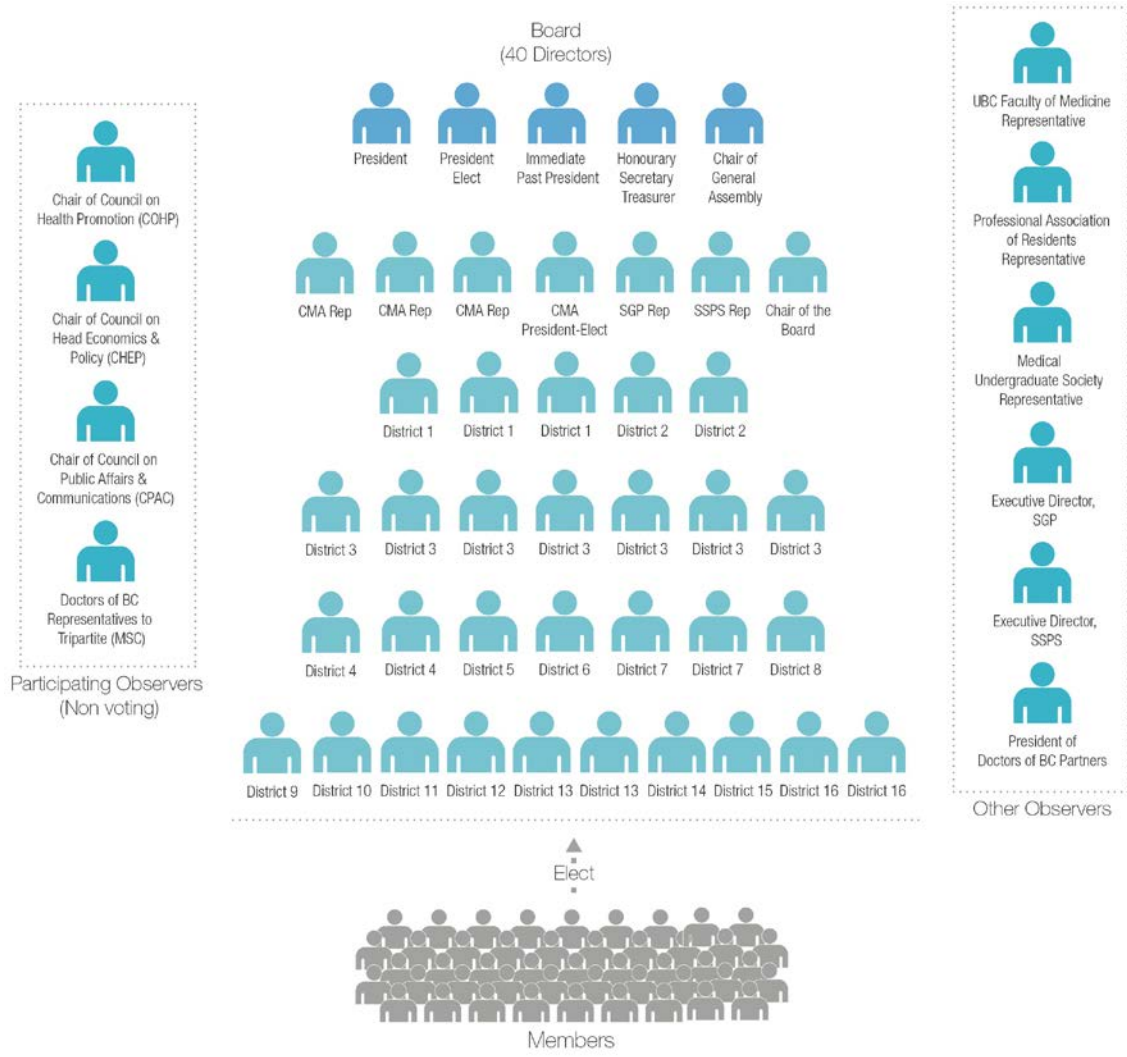 Board
(40 Directors)
President
President
Elect
Immediate
Past President
Honourary
Secretary
Treasurer
Chair of
General
Assembly
CMA Rep
CMA Rep
CMA Rep
CMA
President-Elect
SGP Rep
SSPS Rep
Chair of the
Board
District 1
District 1
District 1
District 2
District 2
District 3
District 3
District 3
District 3
District 3
District 3
District 3
District 4
District 4
District 5
District 6
District 7
District 7
District 8
District 9
District 10
District 11
District 12
District 13
District 13
District 14
District 15
District 16
District 16
Elect
Members
Chair of Council on
Health Promotion (COHP)
Chair of Council on
Head Economics &
Policy (CHEP)
Chair of Council on
Public Affairs &
Communications (CPAC)
Doctors of BC
Representatives to
Tripartite (MSC)
Participating Observers
(Non voting)
UBC Faculty of Medicine
Representative
Professional Association
of Residents
Representative
Medical
Undergraduate Society
Representative
Executive Director,
SGP
Executive Director,
SSPS
President of
Doctors of BC Partners
Other Observers